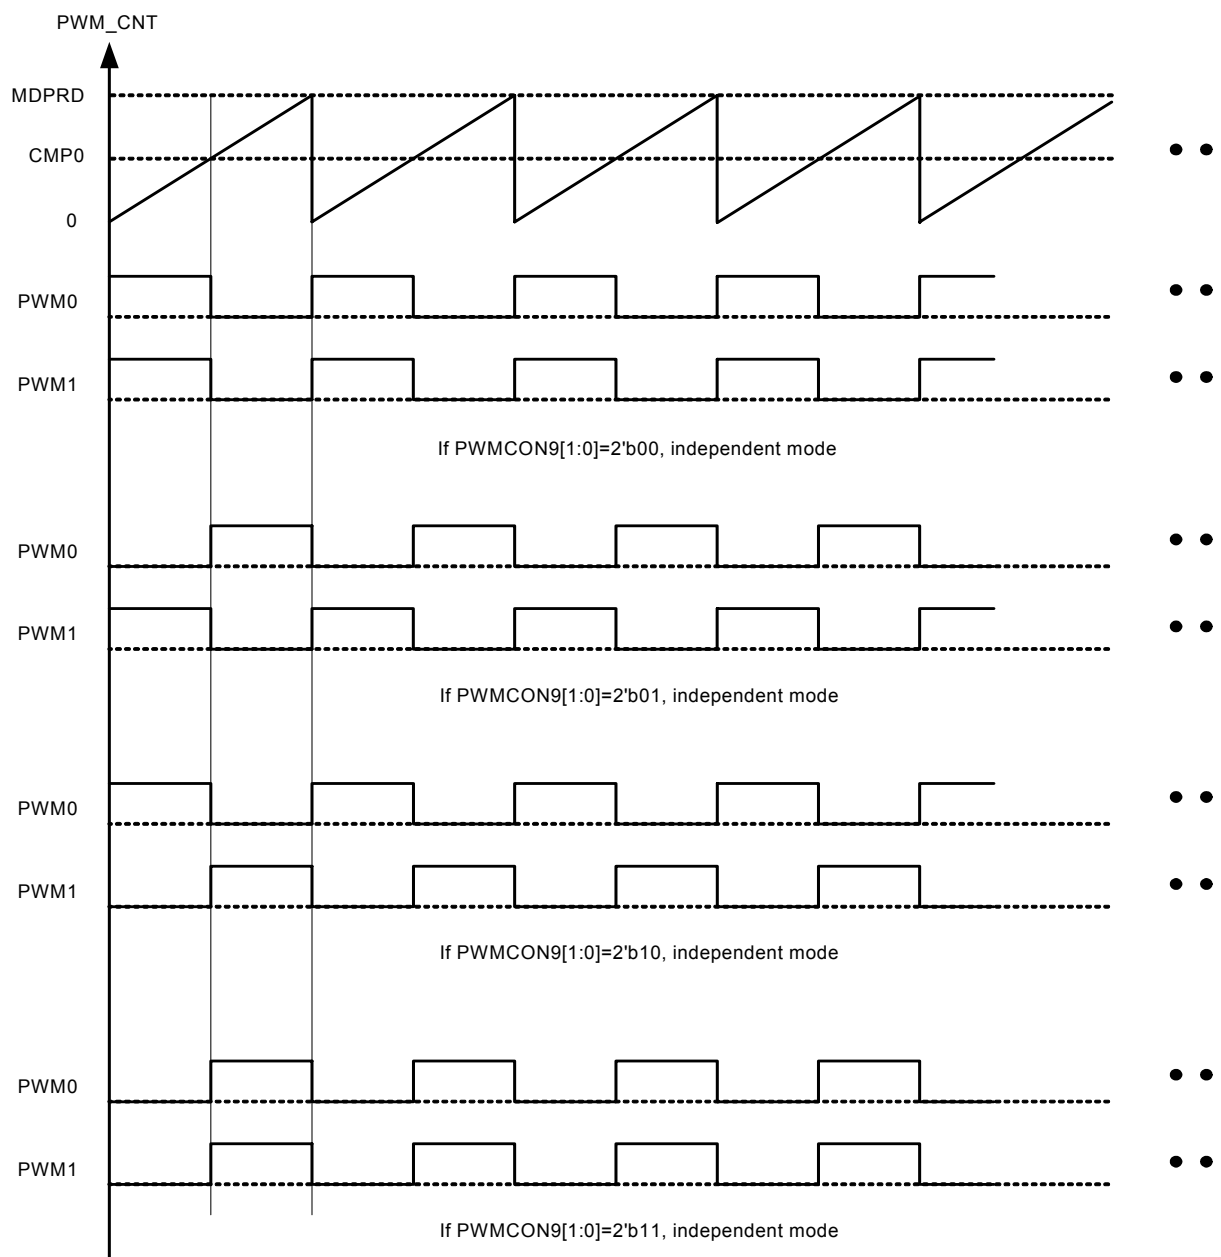 PWM_CNT
MDPRD
CMP0
0
PWM0
PWM1
If PWMCON9[1:0]=2'b00, independent mode
PWM0
PWM1
If PWMCON9[1:0]=2'b01, independent mode
PWM0
PWM1
If PWMCON9[1:0]=2'b10, independent mode
PWM0
PWM1
If PWMCON9[1:0]=2'b11, independent mode